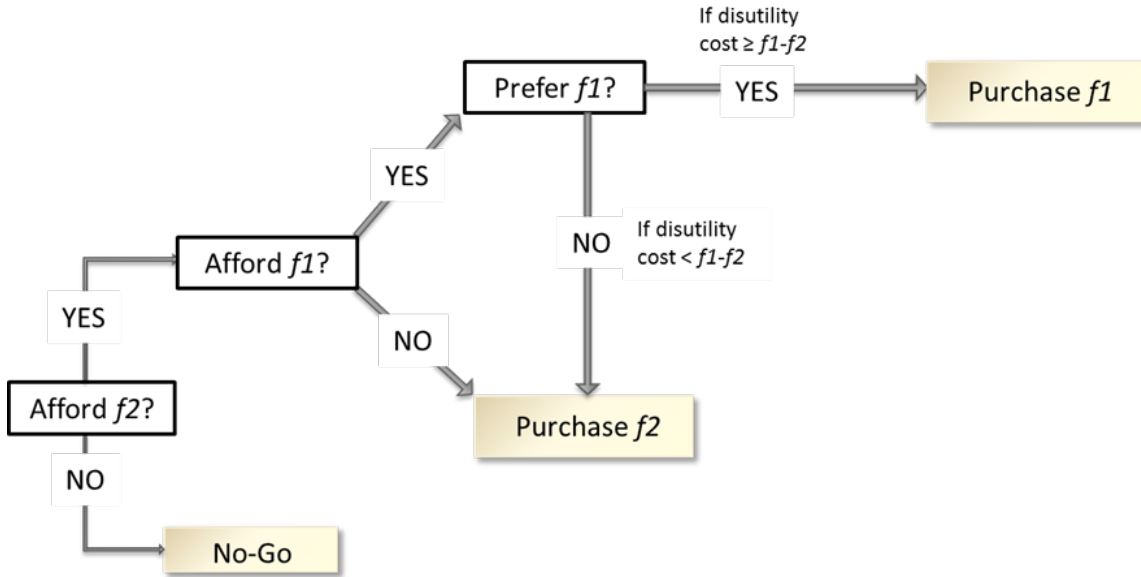 If disutility
cost ≥ f1-f2
Prefer f1?
YES
Purchase f1
YES
NO
If disutility
cost < f1-f2
Afford f1?
YES
NO
Afford f2?
Purchase f2
NO
No-Go